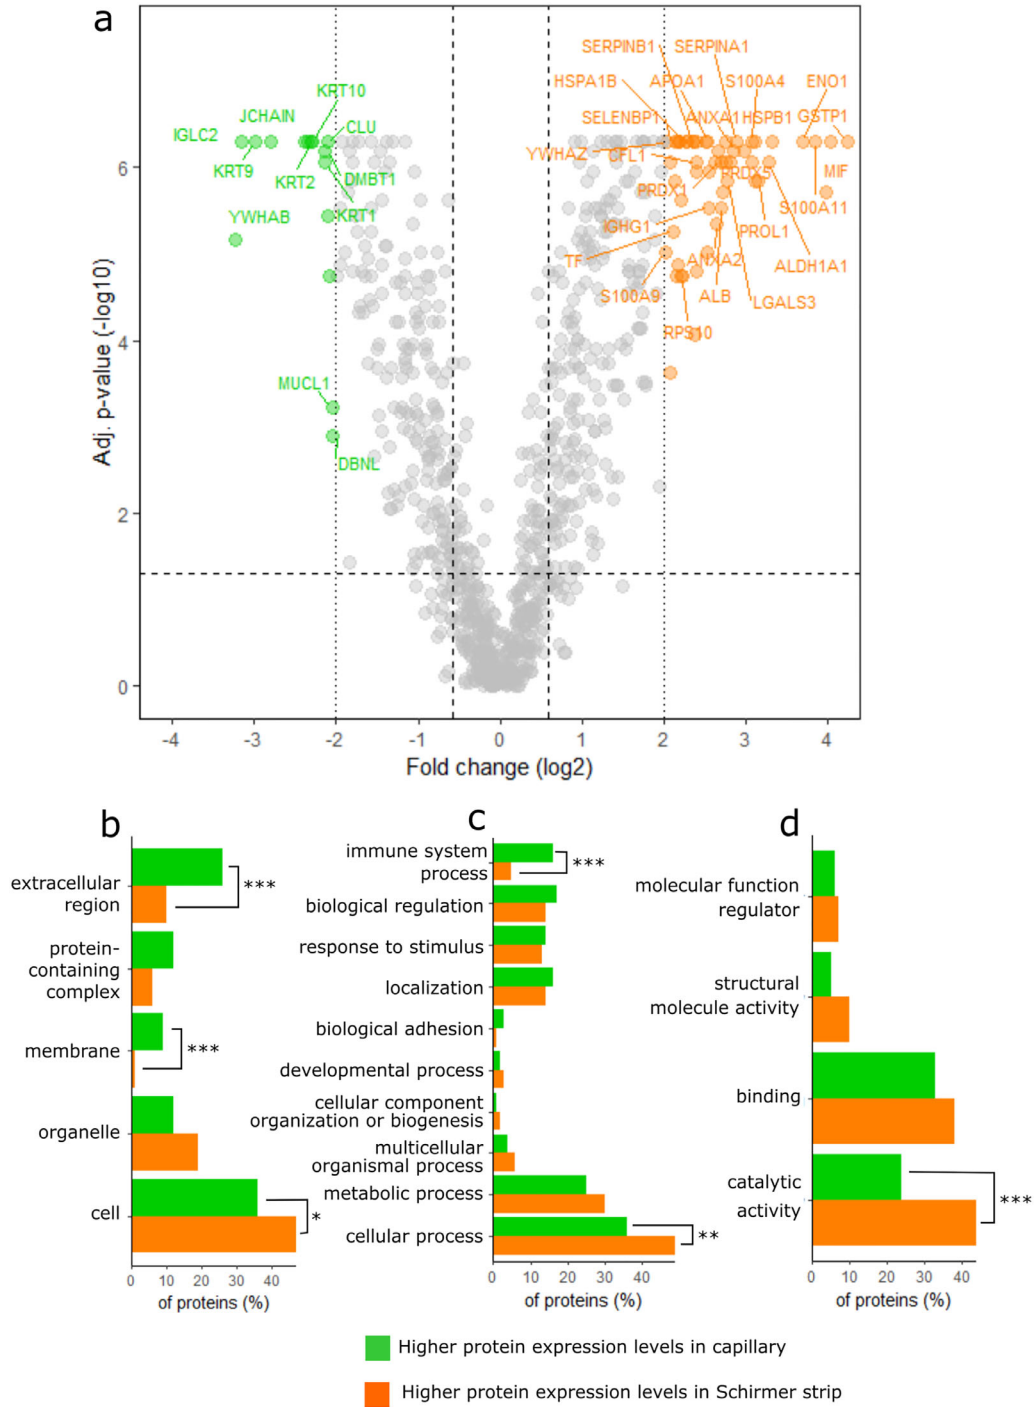 a
SERPINB1 SERPINA1
HSPA1B APOA1 S100A4 ENO1
KRT10
JCHAIN SELENBP1 ANXA1 HSPB1 GSTP1
IGLC2 CLU
YWHAZ CFL1
KRT9 KRT2 DMBT1 PRDX1 PRDX5 MIF
YWHAB KRT1 S100A11
IGHG1 PROL1
TF ANXA2 ALDH1A1
S100A9 ALB LGALS3
RPS10
MUCL1
DBNL
Adj. p-value (-log10)
6
4
2
0
-4 -3 -2 -1 0 1 2 3 4
Fold change (log2)
b
extracellular
region
***
protein-
containing
complex
membrane
***
organelle
cell
*
0 10 20 30 40
of proteins (%)
c
immune system
process
***
biological regulation
response to stimulus
localization
biological adhesion
developmental process
cellular component
organization or biogenesis
multicellular
organismal process
metabolic process
cellular process
**
0 10 20 30 40
of proteins (%)
d
molecular function
regulator
structural
molecule activity
binding
catalytic
activity
***
0 10 20 30 40
of proteins (%)
Higher protein expression levels in capillary
Higher protein expression levels in Schirmer strip